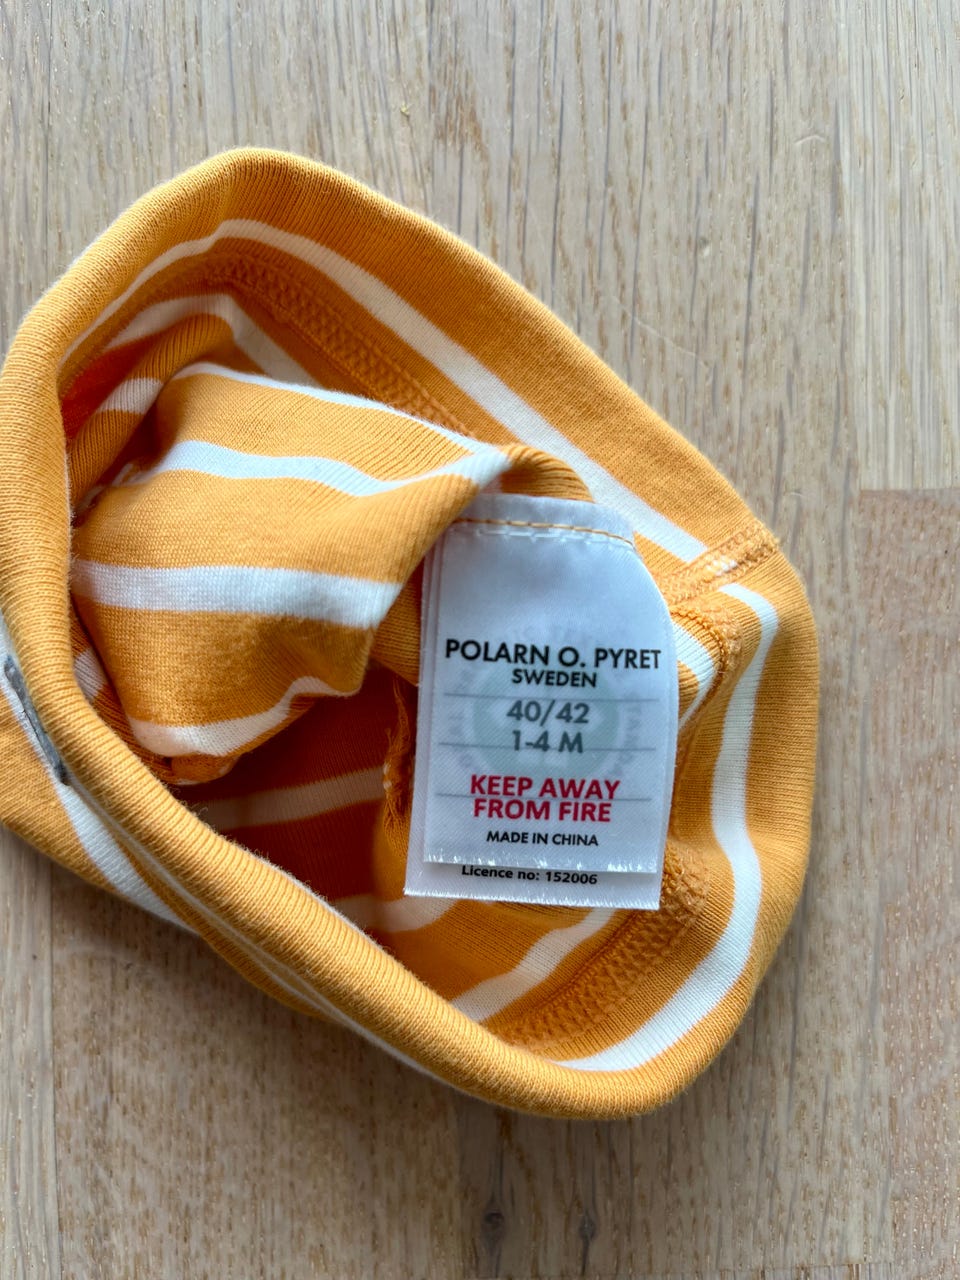 POLARN O. PYRET
SWEDEN
40/42
1-4 M
KEEP AWAY
FROM FIRE
MADE IN CHINA
Licence no: 152006